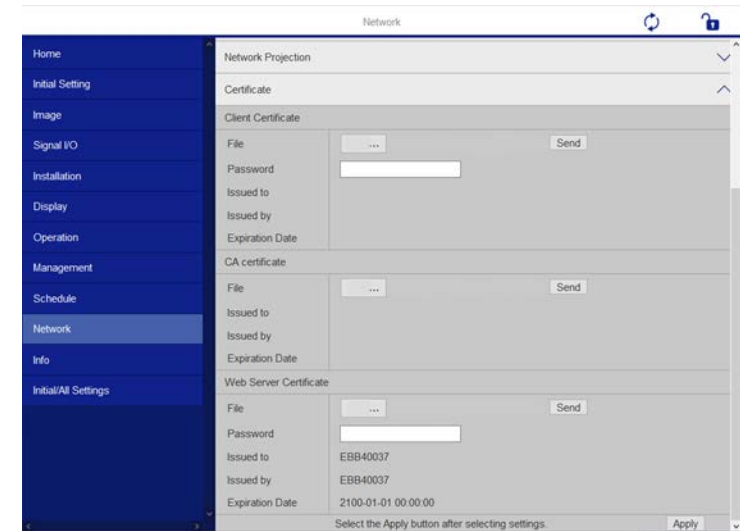 Network
Home
Initial Setting
Image
Signal I/O
Installation
Display
Operation
Management
Schedule
Network
Info
Initial/All Settings
Network Projection
Certificate
Client Certificate
File ... Send
Password
Issued to
Issued by
Expiration Date
CA certificate
File ... Send
Issued to
Issued by
Expiration Date
Web Server Certificate
File ... Send
Password
Issued to EBB40037
Issued by EBB40037
Expiration Date 2100-01-01 00:00:00
Select the Apply button after selecting settings. Apply